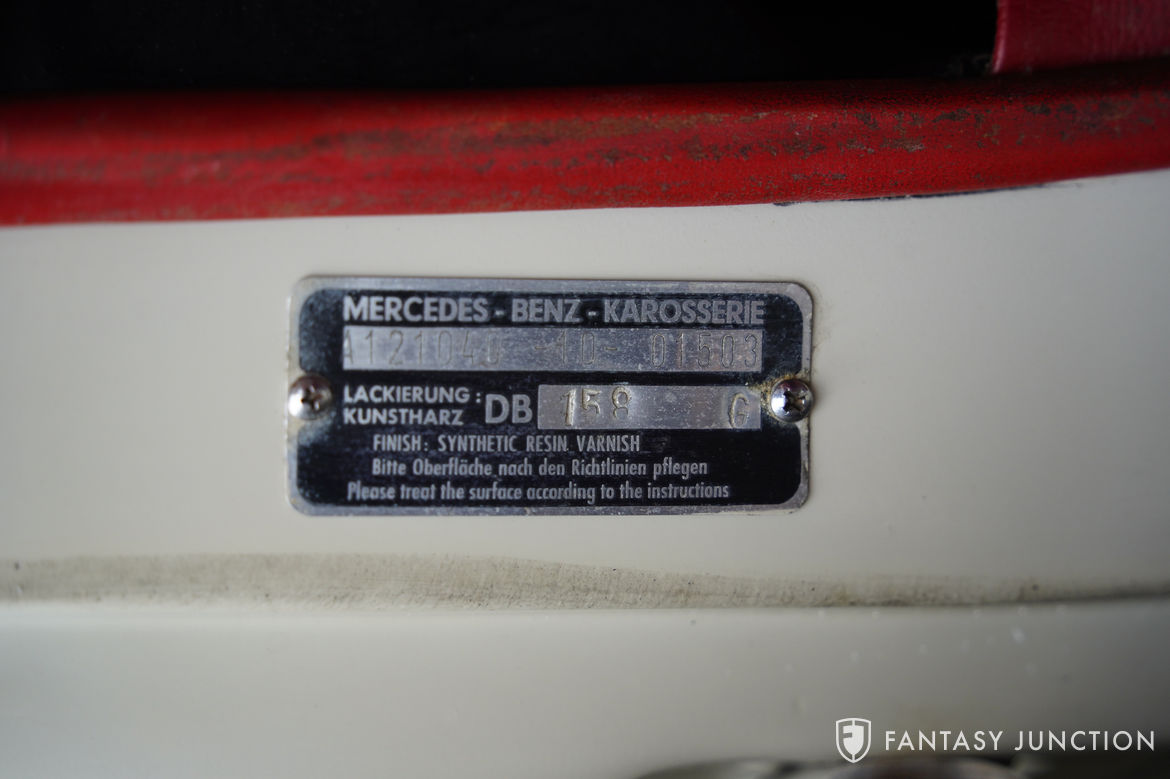 MERCEDES - BENZ - KAROSSERIE
A121040 10- 01503
LACKIERUNG :
KUNSTHARZ DB 158 G
FINISH: SYNTHETIC RESIN VARNISH
Bitte Oberfläche nach den Richtlinien pflegen
Please treat the surface according to the instructions
FANTASY JUNCTION